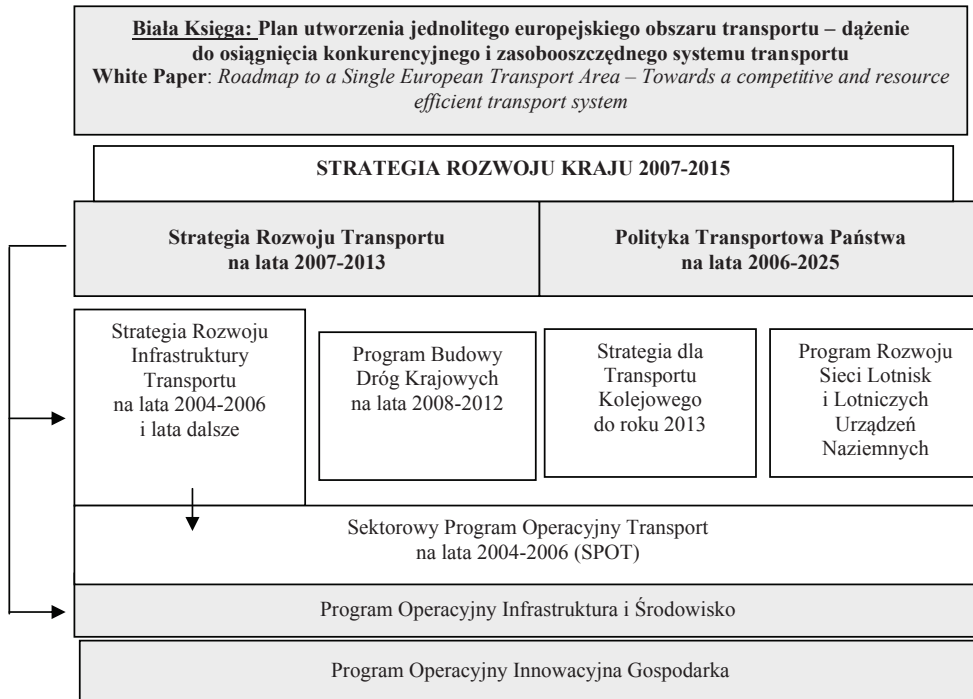 Biała Księga: Plan utworzenia jednolitego europejskiego obszaru transportu – dążenie
do osiągnięcia konkurencyjnego i zasobooszczędnego systemu transportu
White Paper: Roadmap to a Single European Transport Area – Towards a competitive and resource
efficient transport system
STRATEGIA ROZWOJU KRAJU 2007-2015
Strategia Rozwoju Transportu
na lata 2007-2013
Polityka Transportowa Państwa
na lata 2006-2025
Strategia Rozwoju
Infrastruktury
Transportu
na lata 2004-2006
i lata dalsze
Program Budowy
Dróg Krajowych
na lata 2008-2012
Strategia dla
Transportu
Kolejowego
do roku 2013
Program Rozwoju
Sieci Lotnisk
i Lotniczych
Urządzeń
Naziemnych
Sektorowy Program Operacyjny Transport
na lata 2004-2006 (SPOT)
Program Operacyjny Infrastruktura i Środowisko
Program Operacyjny Innowacyjna Gospodarka